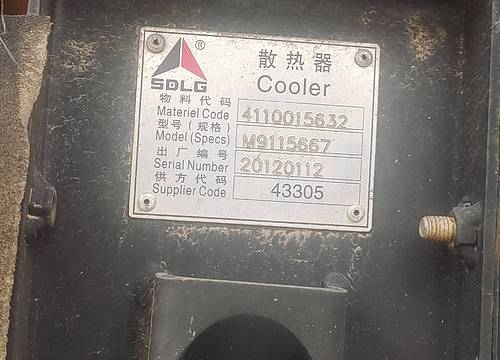 ®
SDLG
散热器
Cooler
物料代码
Materiel Code 4110015632
型号(规格)
Model (Specs) M9115667
出厂编号
Serial Number 20120112
供方代码
Supplier Code 43305